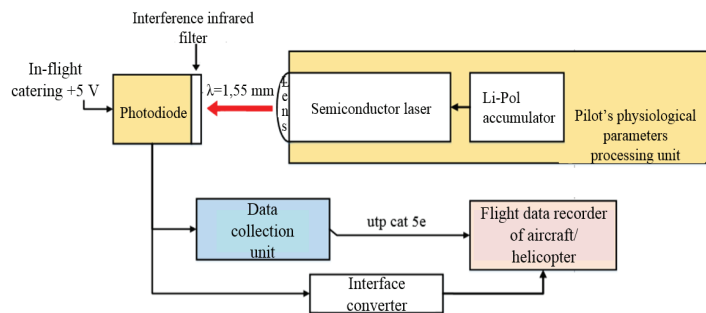 Interference infrared
filter
In-flight
catering +5 V
Photodiode
λ=1,55 mm
Lens
Semiconductor laser
Li-Pol
accumulator
Pilot's physiological
parameters
processing unit
Data
collection
unit
utp cat 5e
Flight data recorder
of aircraft/
helicopter
Interface
converter